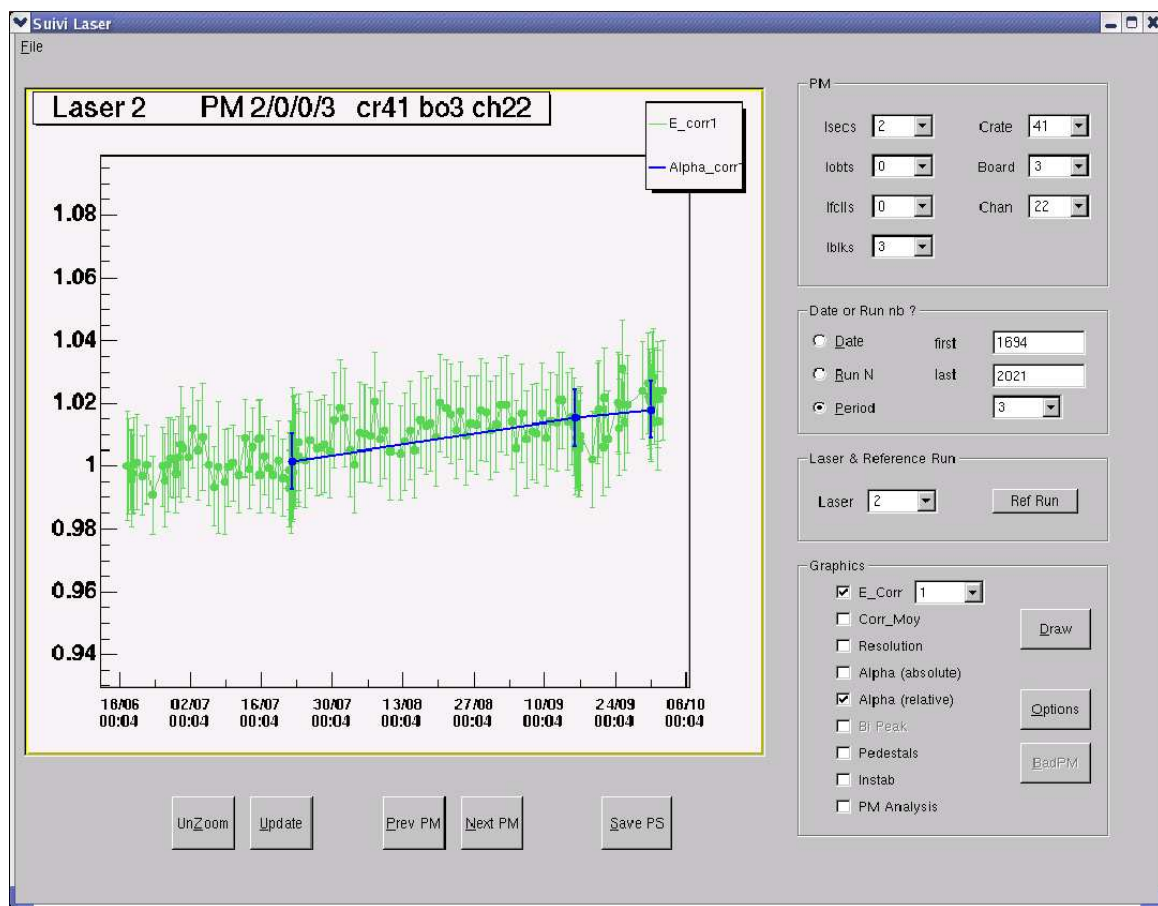 Suivi Laser
File
Laser 2 PM 2/0/0/3 cr41 bo3 ch22
E_corr1
Alpha_corr1
1.08
1.06
1.04
1.02
1
0.98
0.96
0.94
18/06 02/07 16/07 30/07 13/08 27/08 10/09 24/09 08/10
00:04 00:04 00:04 00:04 00:04 00:04 00:04 00:04 00:04
UnZoom Update Prev PM Next PM Save PS
PM
Isecs 2 Crate 41
Iobts 0 Board 3
Ifclls 0 Chan 22
Iblks 3
Date or Run nb ?
Date first 1694
Run N last 2021
Period 3
Laser & Reference Run
Laser 2 Ref Run
Graphics
E_Corr 1
Corr_Moy
Resolution
Draw
Alpha (absolute)
Alpha (relative)
Options
Bi Peak
Pedestals
BadPM
Instab
PM Analysis